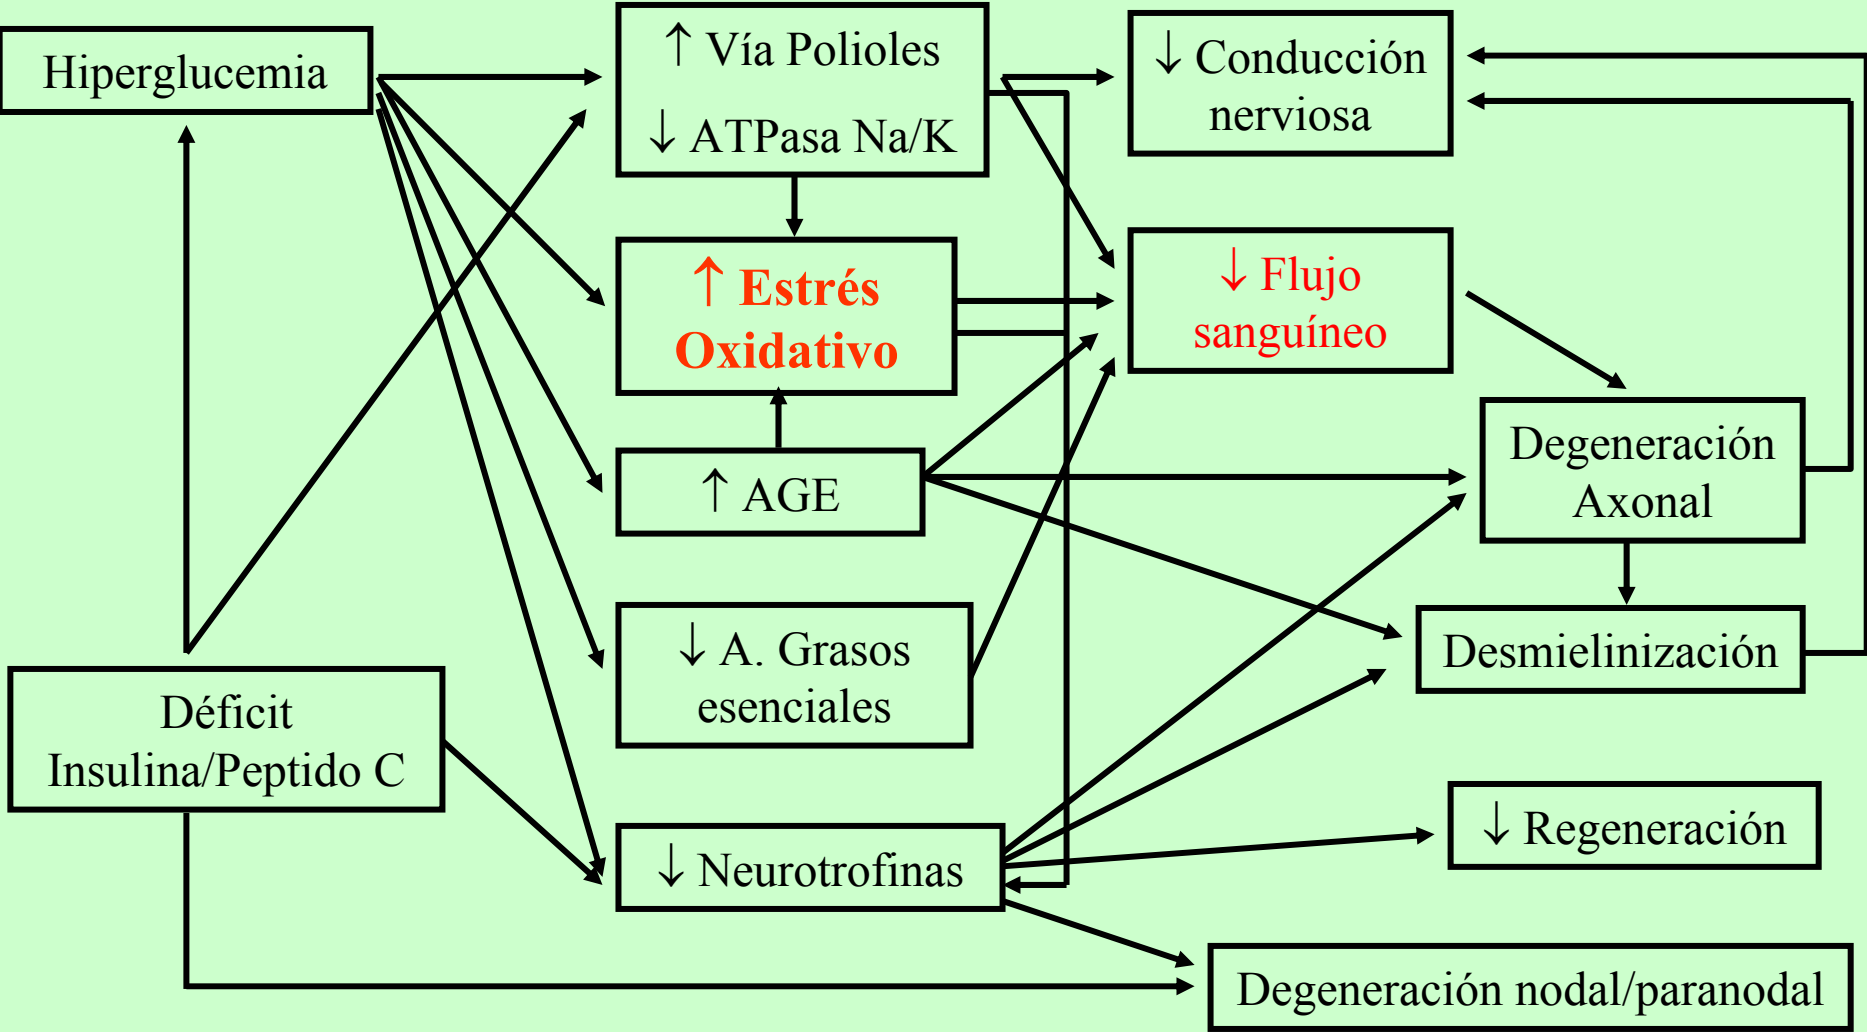 Hiperglucemia
↑ Vía Polioles
↓ ATPasa Na/K
↓ Conducción
nerviosa
↑ Estrés
Oxidativo
↓ Flujo
sanguíneo
↑ AGE
Degeneración
Axonal
↓ A. Grasos
esenciales
Desmielinización
Déficit
Insulina/Peptido C
↓ Neurotrofinas
↓ Regeneración
Degeneración nodal/paranodal